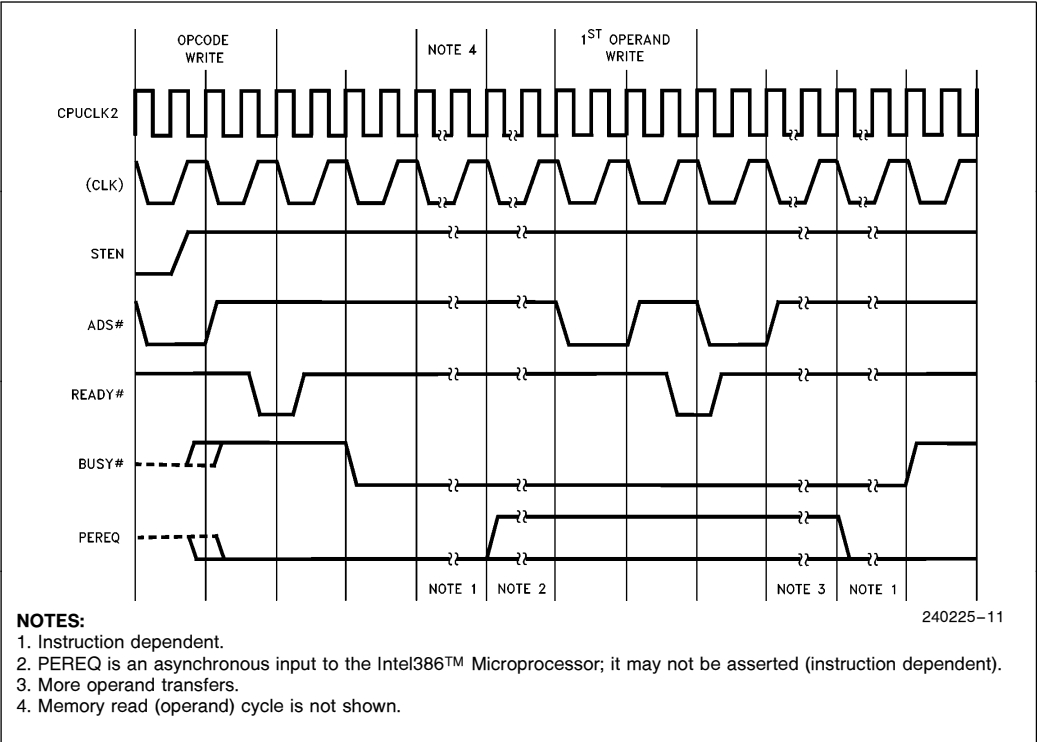 OPCODE
WRITE
NOTE 4
1ST OPERAND
WRITE
CPUCLK2
(CLK)
STEN
ADS#
READY#
BUSY#
PEREQ
NOTE 1
NOTE 2
NOTE 3
NOTE 1
240225–11
NOTES:
1. Instruction dependent.
2. PEREQ is an asynchronous input to the Intel386TM Microprocessor; it may not be asserted (instruction dependent).
3. More operand transfers.
4. Memory read (operand) cycle is not shown.